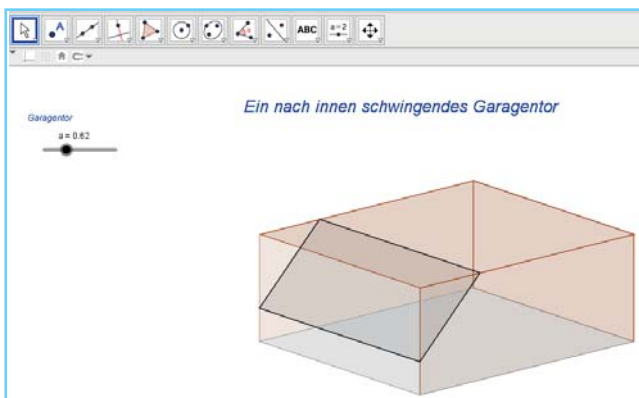 A
ABC
a=2
Ein nach innen schwingendes Garagentor
Garagentor
a = 0.62